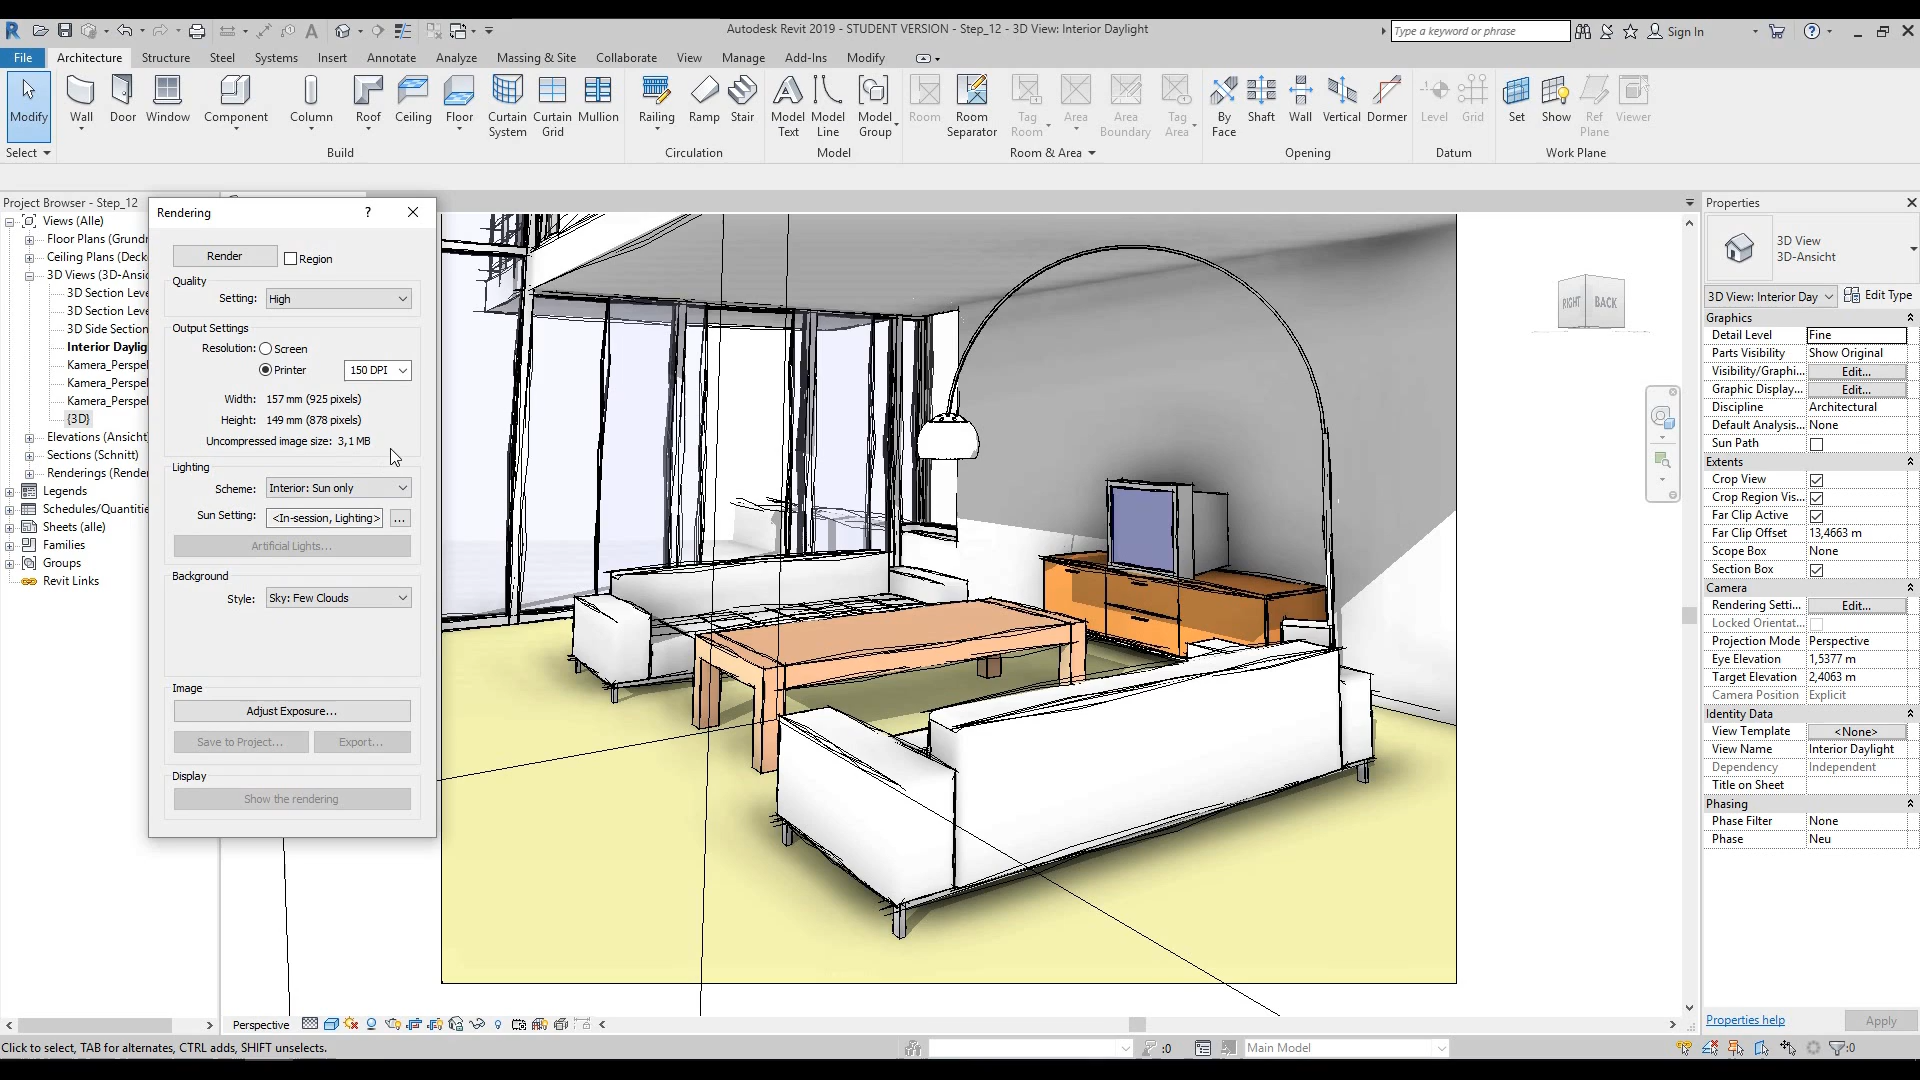 Autodesk Revit 2019 - STUDENT VERSION - Step_12 - 3D View: Interior Daylight
Type a keyword or phrase
Sign In
File Architecture Structure Steel Systems Insert Annotate Analyze Massing & Site Collaborate View Manage Add-Ins Modify
Modify Wall Door Window Component Column Roof Ceiling Floor Curtain System Curtain Grid Mullion Railing Ramp Stair Model Text Model Line Model Group Room Room Separator Tag Room Area Area Boundary Tag Area By Face Shaft Wall Vertical Dormer Level Grid Set Show Ref Plane Viewer
Select Build Circulation Model Room & Area Opening Datum Work Plane
Project Browser - Step_12
Views (Alle)
Floor Plans (Grundr
Ceiling Plans (Deck
3D Views (3D-Ansic
3D Section Leve
3D Section Leve
3D Side Section
Interior Daylig
Kamera_Perspel
Kamera_Perspel
Kamera_Perspel
{3D}
Elevations (Ansicht
Sections (Schnitt)
Renderings (Render
Legends
Schedules/Quantitie
Sheets (alle)
Families
Groups
Revit Links
Rendering
?
Render
Region
Quality
Setting: High
Output Settings
Resolution: Screen
Printer 150 DPI
Width: 157 mm (925 pixels)
Height: 149 mm (878 pixels)
Uncompressed image size: 3,1 MB
Lighting
Scheme: Interior: Sun only
Sun Setting: <In-session, Lighting> ...
Artificial Lights...
Background
Style: Sky: Few Clouds
Image
Adjust Exposure...
Save to Project... Export...
Display
Show the rendering
RIGHT BACK
Properties
3D View
3D-Ansicht
3D View: Interior Day Edit Type
Graphics
Detail Level Fine
Parts Visibility Show Original
Visibility/Graphi... Edit...
Graphic Display... Edit...
Discipline Architectural
Default Analysis... None
Sun Path
Extents
Crop View
Crop Region Vis...
Far Clip Active
Far Clip Offset 13,4663 m
Scope Box None
Section Box
Camera
Rendering Setti... Edit...
Locked Orientat...
Projection Mode Perspective
Eye Elevation 1,5377 m
Target Elevation 2,4063 m
Camera Position Explicit
Identity Data
View Template <None>
View Name Interior Daylight
Dependency Independent
Title on Sheet
Phasing
Phase Filter None
Phase Neu
Properties help Apply
Perspective
Click to select, TAB for alternates, CTRL adds, SHIFT unselects.
:0
Main Model
:0